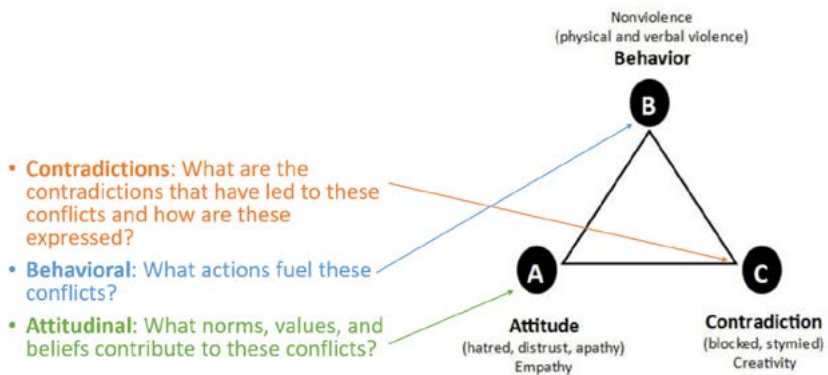 Nonviolence
(physical and verbal violence)
Behavior
B
• Contradictions: What are the
contradictions that have led to these
conflicts and how are these
expressed?
• Behavioral: What actions fuel these
conflicts?
• Attitudinal: What norms, values, and
beliefs contribute to these conflicts?
A
C
Attitude
(hatred, distrust, apathy)
Empathy
Contradiction
(blocked, stymied)
Creativity